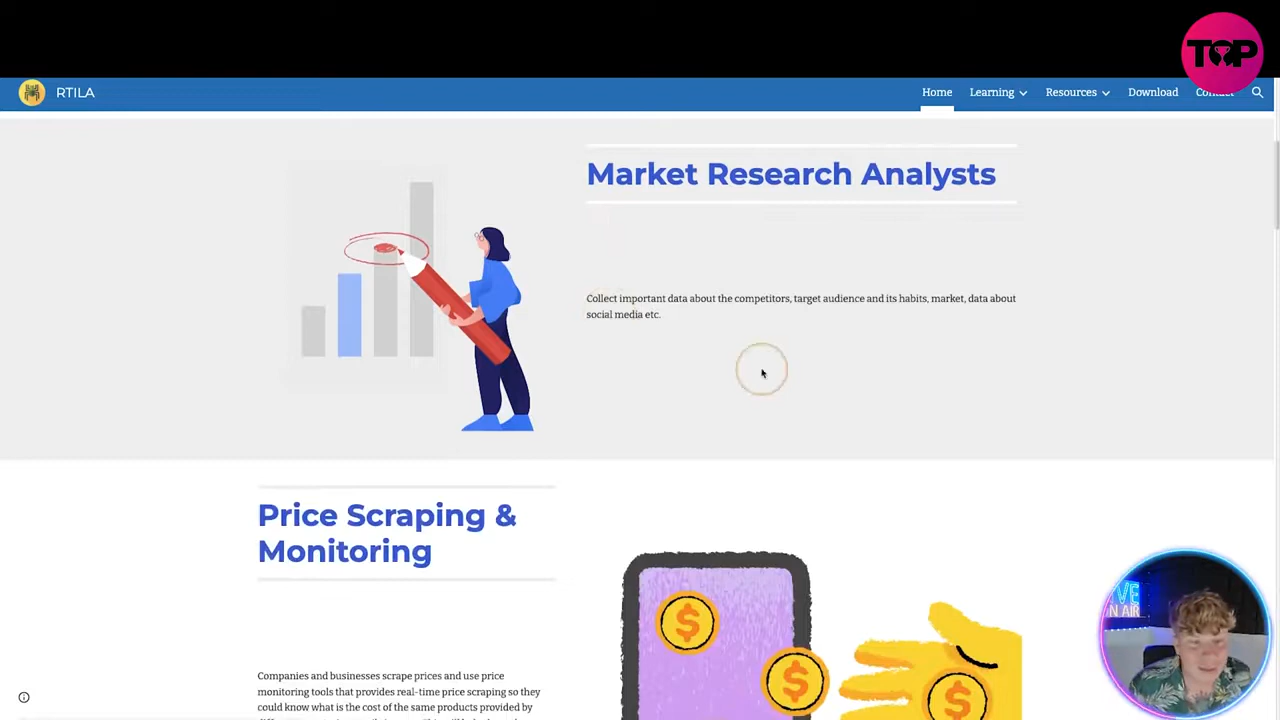 TOP
RTILA
Home
Learning
Resources
Download
Market Research Analysts
Collect important data about the competitors, target audience and its habits, market, data about
social media etc.
Price Scraping &
Monitoring
$
$
$
Companies and businesses scrape prices and use price
monitoring tools that provides real-time price scraping so they
could know what is the cost of the same products provided by